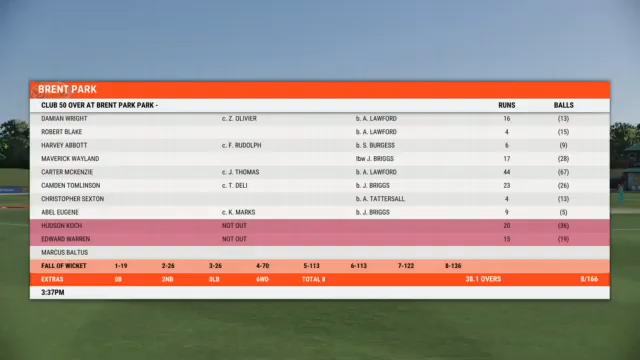 BRENT PARK
CLUB 50 OVER AT BRENT PARK PARK - RUNS BALLS
DAMIAN WRIGHT c. Z. OLIVIER b. A. LAWFORD 16 (13)
ROBERT BLAKE b. A. LAWFORD 4 (15)
HARVEY ABBOTT c. F. RUDOLPH b. S. BURGESS 6 (9)
MAVERICK WAYLAND lbw J. BRIGGS 17 (28)
CARTER MCKENZIE c. J. THOMAS b. A. LAWFORD 44 (67)
CAMDEN TOMLINSON c. T. DELI b. J. BRIGGS 23 (26)
CHRISTOPHER SEXTON b. A. TATTERSALL 4 (13)
ABEL EUGENE c. K. MARKS b. J. BRIGGS 9 (5)
HUDSON KOCH NOT OUT 20 (36)
EDWARD WARREN NOT OUT 15 (19)
MARCUS BALTUS
FALL OF WICKET 1-19 2-26 3-26 4-70 5-113 6-113 7-122 8-136
EXTRAS 0B 2NB 0LB 6WD TOTAL 8 38.1 OVERS 8/166
3:37PM